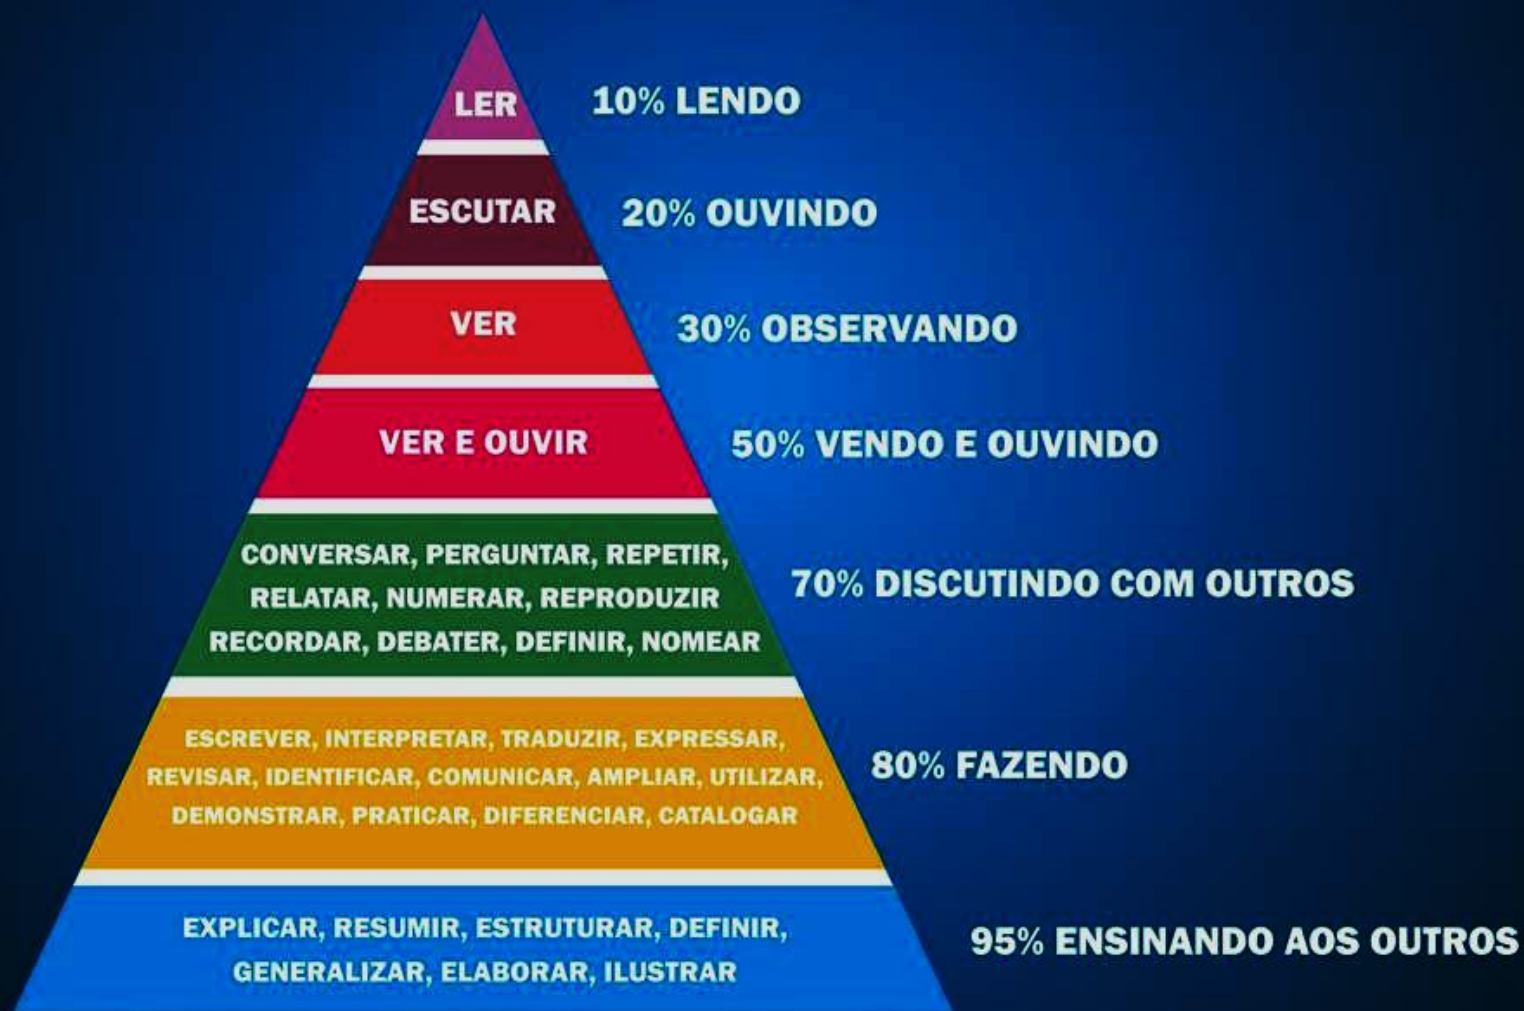 LER
10% LENDO
ESCUTAR
20% OUVINDO
VER
30% OBSERVANDO
VER E OUVIR
50% VENDO E OUVINDO
CONVERSAR, PERGUNTAR, REPETIR,
RELATAR, NUMERAR, REPRODUZIR
RECORDAR, DEBATER, DEFINIR, NOMEAR
70% DISCUTINDO COM OUTROS
ESCREVER, INTERPRETAR, TRADUZIR, EXPRESSAR,
REVISAR, IDENTIFICAR, COMUNICAR, AMPLIAR, UTILIZAR,
DEMONSTRAR, PRATICAR, DIFERENCIAR, CATALOGAR
80% FAZENDO
EXPLICAR, RESUMIR, ESTRUTURAR, DEFINIR,
GENERALIZAR, ELABORAR, ILUSTRAR
95% ENSINANDO AOS OUTROS